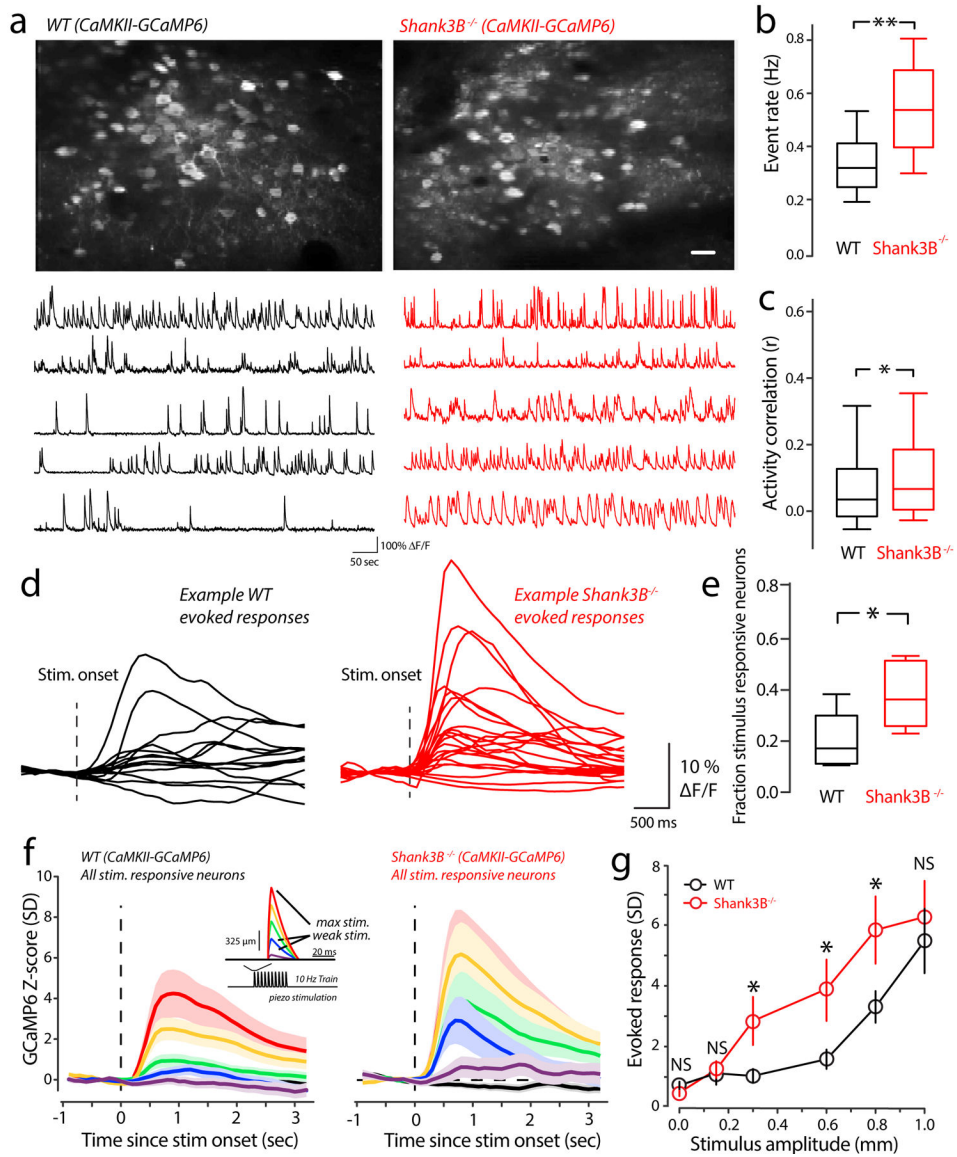 a
WT (CaMKII-GCaMP6)
Shank3B-/- (CaMKII-GCaMP6)
100% ΔF/F
50 sec
b
Event rate (Hz)
0.8
0.6
0.4
0.2
0.0
**
WT
Shank3B-/-
c
Activity correlation (r)
0.6
0.4
0.2
0.0
*
WT
Shank3B-/-
d
Example WT
evoked responses
Stim. onset
Example Shank3B-/-
evoked responses
Stim. onset
10 %
ΔF/F
500 ms
e
Fraction stimulus responsive neurons
0.8
0.6
0.4
0.2
0.0
*
WT
Shank3B-/-
f
WT (CaMKII-GCaMP6)
All stim. responsive neurons
Shank3B-/- (CaMKII-GCaMP6)
All stim. responsive neurons
GCaMP6 Z-score (SD)
10
8
6
4
2
0
max stim.
weak stim.
325 μm
20 ms
10 Hz Train
piezo stimulation
-1 0 1 2 3
Time since stim onset (sec)
-1 0 1 2 3
Time since stim onset (sec)
g
Evoked response (SD)
8
6
4
2
0
WT
Shank3B-/-
NS
NS
*
*
*
NS
0.0 0.2 0.4 0.6 0.8 1.0
Stimulus amplitude (mm)